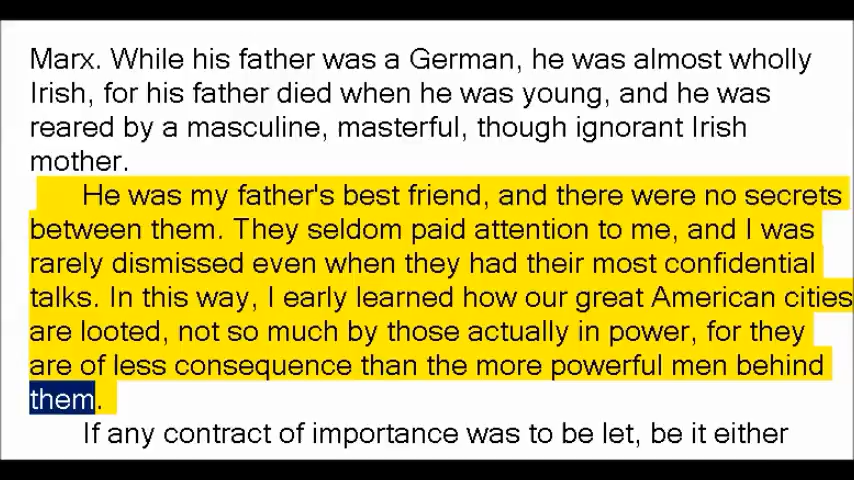 Marx. While his father was a German, he was almost wholly
Irish, for his father died when he was young, and he was
reared by a masculine, masterful, though ignorant Irish
mother.
He was my father's best friend, and there were no secrets
between them. They seldom paid attention to me, and I was
rarely dismissed even when they had their most confidential
talks. In this way, I early learned how our great American cities
are looted, not so much by those actually in power, for they
are of less consequence than the more powerful men behind
them.
If any contract of importance was to be let, be it either